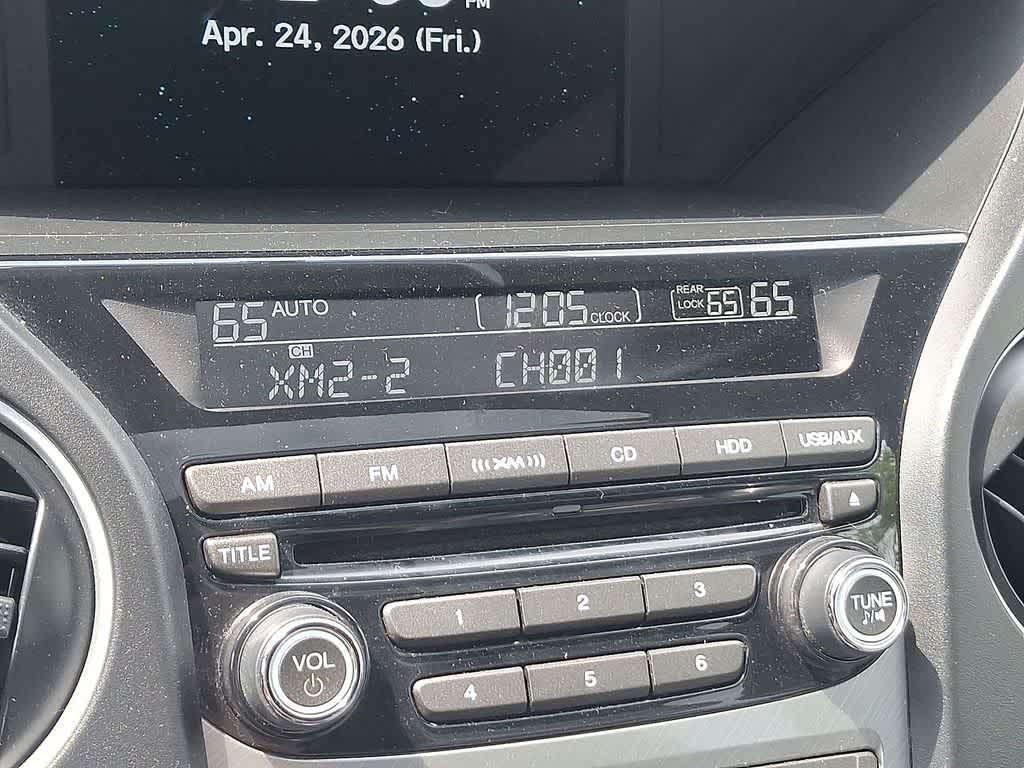 PM
Apr. 24, 2026 (Fri.)
65 AUTO 1205 CLOCK REAR LOCK 65 65
CH
XM2-2 CH001
AM FM XM CD HDD USB/AUX
TITLE
1 2 3
VOL TUNE
4 5 6